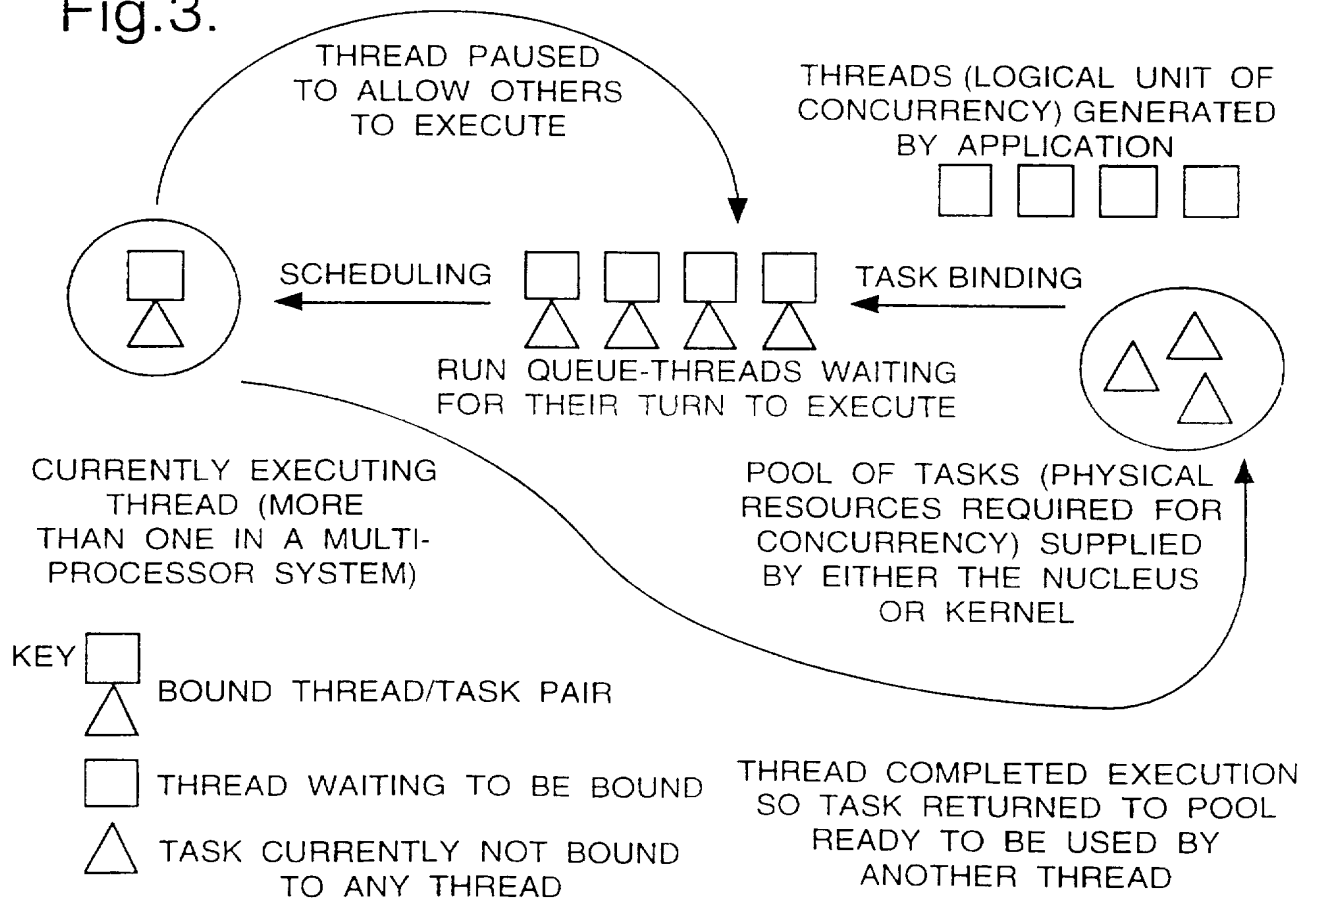 Fig.3.
THREAD PAUSED
TO ALLOW OTHERS
TO EXECUTE
THREADS (LOGICAL UNIT OF
CONCURRENCY) GENERATED
BY APPLICATION
SCHEDULING
TASK BINDING
RUN QUEUE-THREADS WAITING
FOR THEIR TURN TO EXECUTE
CURRENTLY EXECUTING
THREAD (MORE
THAN ONE IN A MULTI-
PROCESSOR SYSTEM)
POOL OF TASKS (PHYSICAL
RESOURCES REQUIRED FOR
CONCURRENCY) SUPPLIED
BY EITHER THE NUCLEUS
OR KERNEL
KEY
BOUND THREAD/TASK PAIR
THREAD WAITING TO BE BOUND
TASK CURRENTLY NOT BOUND
TO ANY THREAD
THREAD COMPLETED EXECUTION
SO TASK RETURNED TO POOL
READY TO BE USED BY
ANOTHER THREAD